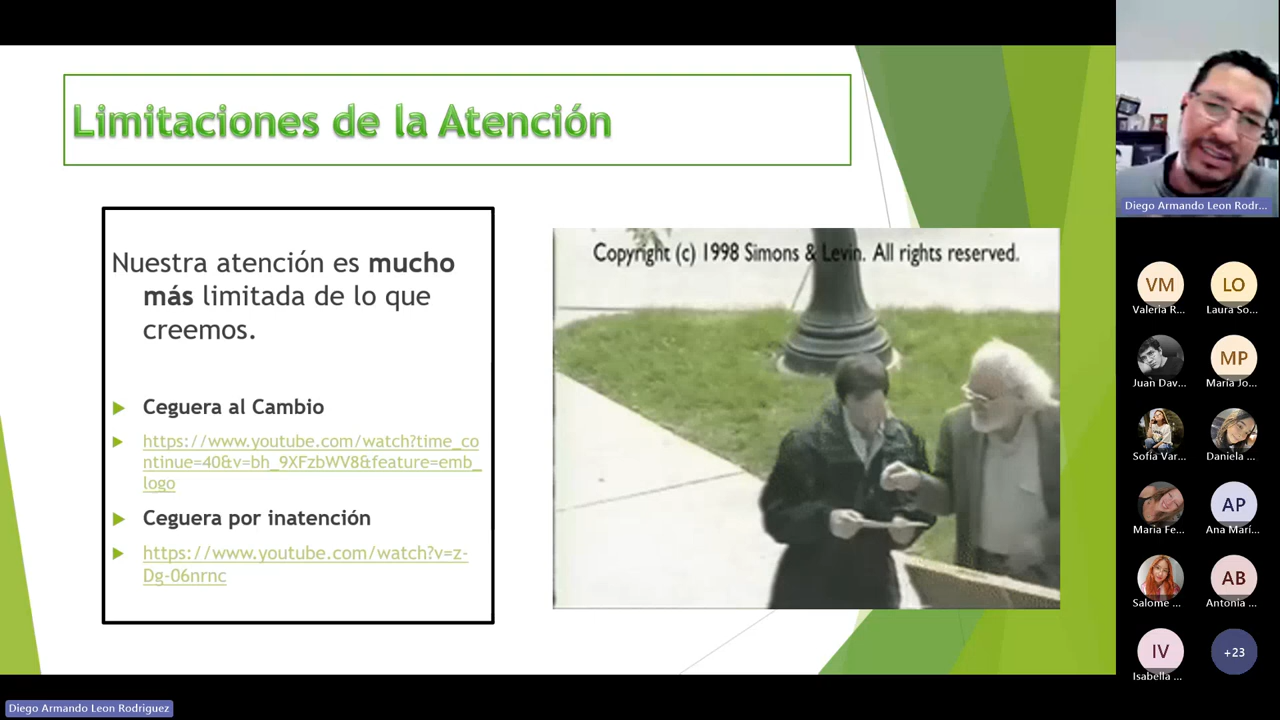 Limitaciones de la Atención
Nuestra atención es mucho
más limitada de lo que
creemos.
Ceguera al Cambio
https://www.youtube.com/watch?time_co
ntinue=40&v=bh_9XFzbWV8&feature=emb_
logo
Ceguera por inatención
https://www.youtube.com/watch?v=z-
Dg-06nrnc
Copyright (c) 1998 Simons & Levin. All rights reserved.
Diego Armando Leon Rodr...
VM
LO
Valeria R...
Laura So...
MP
Juan Dav...
Maria Jo...
Sofía Var...
Daniela ...
AP
Maria Fe...
Ana Marí...
AB
Salome ...
Antonia ...
IV
+23
Isabella ...
Diego Armando Leon Rodriguez